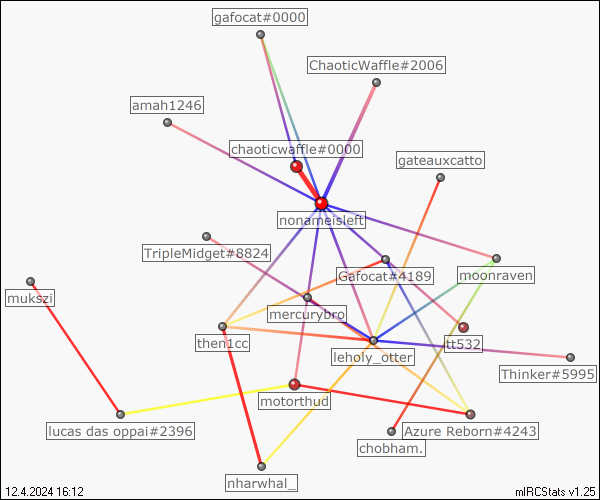 gafocat#0000
ChaoticWaffle#2006
amah1246
chaoticwaffle#0000
gateauxcatto
nonameisleft
TripleMidget#8824
Gafocat#4189
moonraven
mukszi
mercurybro
then1cc
leholy_otter
tt532
Thinker#5995
motorthud
lucas das oppai#2396
Azure Reborn#4243
chobham.
nharwhal_
12.4.2024 16:12
mIRCStats v1.25